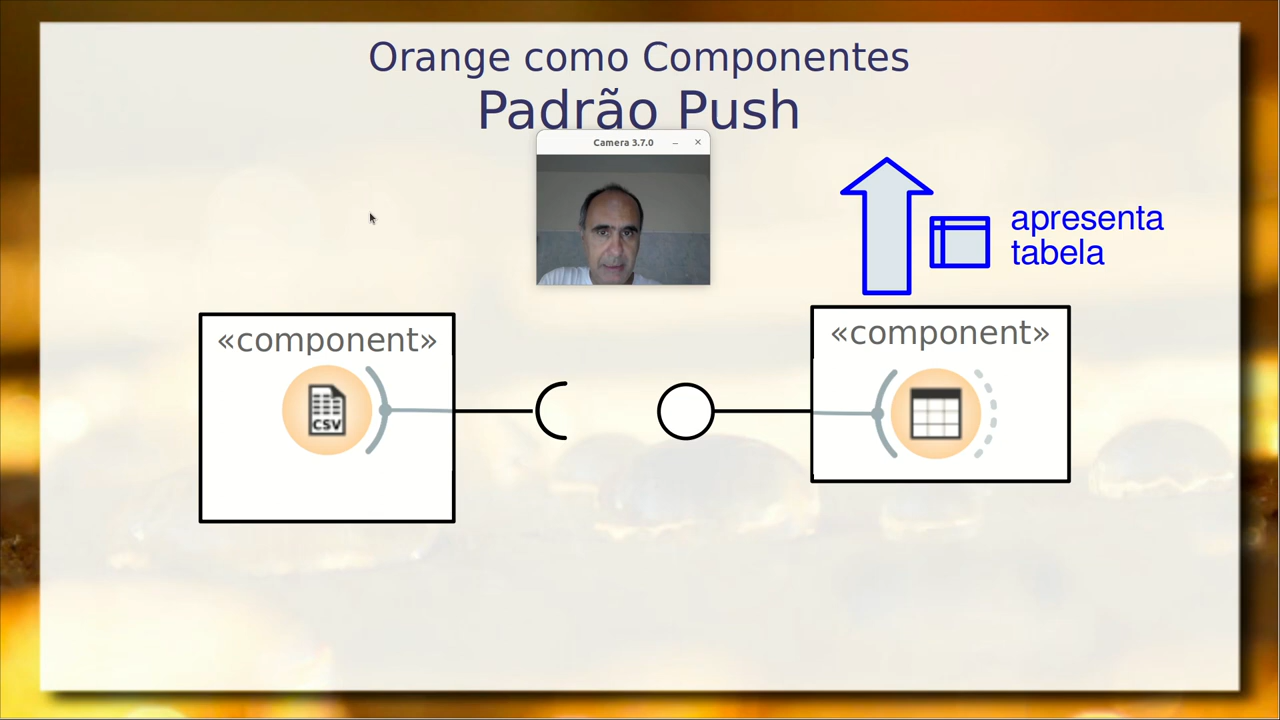 Orange como Componentes
Padrão Push
Camera 3.7.0
apresenta
tabela
«component»
CSV
«component»